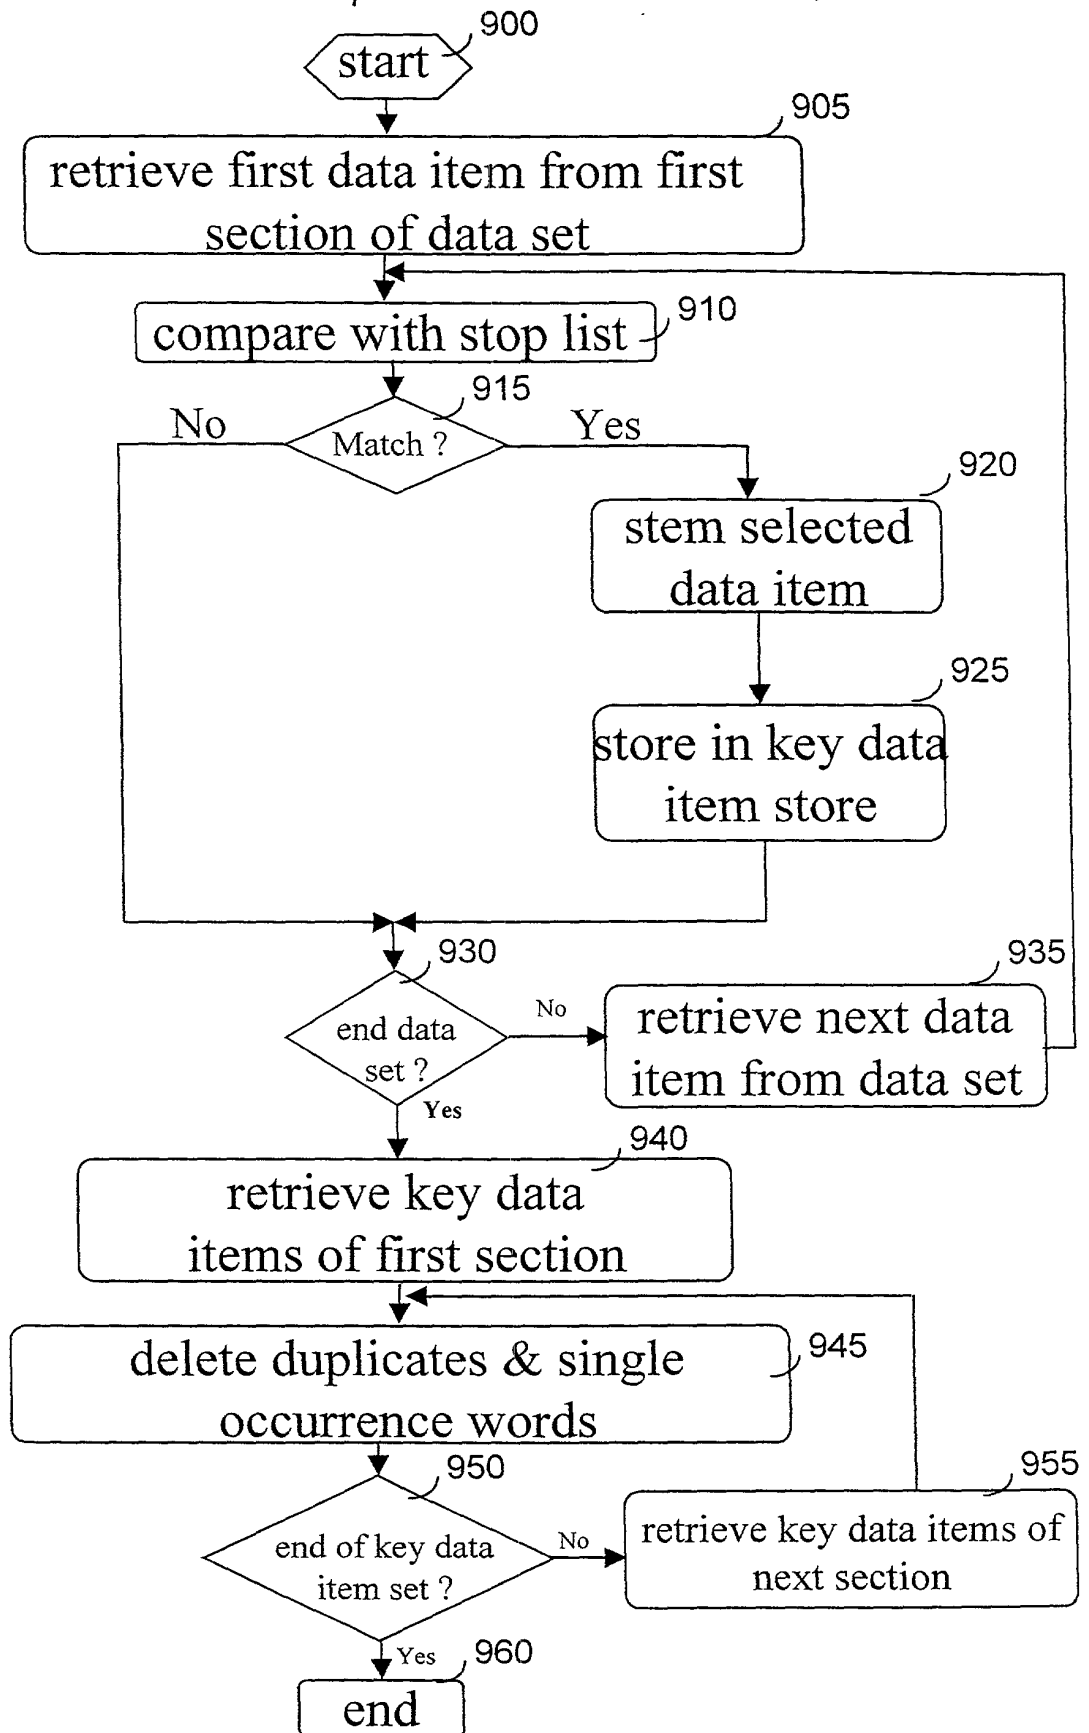 900
start
905
retrieve first data item from first
section of data set
compare with stop list
910
915
No
Match ?
Yes
920
stem selected
data item
925
store in key data
item store
930
935
end data
set ?
No
retrieve next data
item from data set
Yes
940
retrieve key data
items of first section
delete duplicates & single
occurrence words
945
950
955
end of key data
item set ?
No
retrieve key data items of
next section
Yes
960
end